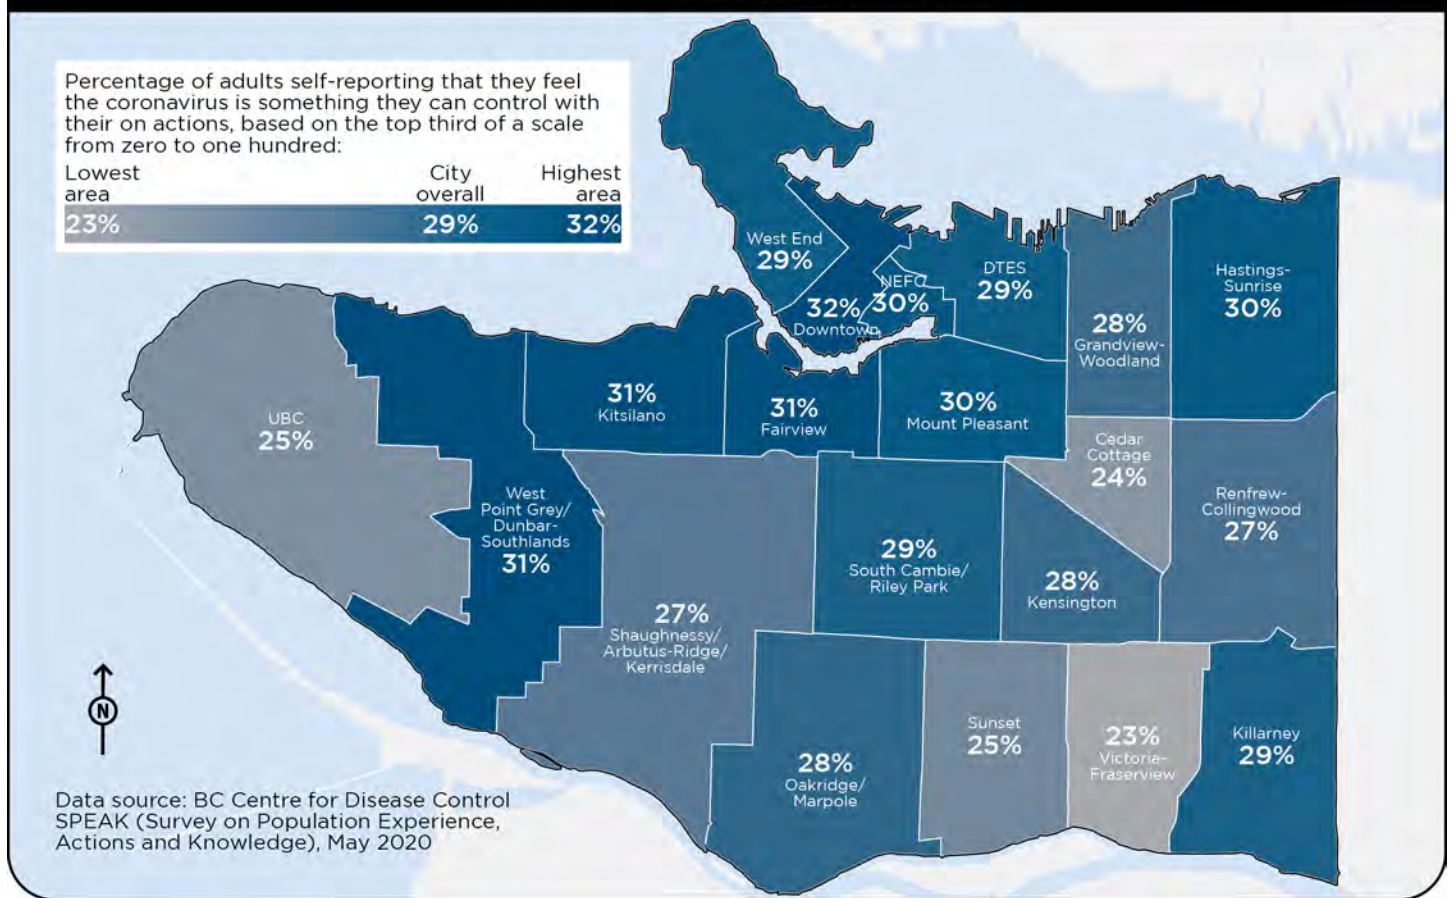 Percentage of adults self-reporting that they feel
the coronavirus is something they can control with
their on actions, based on the top third of a scale
from zero to one hundred:
Lowest area
City overall
Highest area
23%
29%
32%
West End
29%
32%
Downtown
NEFC
30%
DTES
29%
28%
Grandview-
Woodland
Hastings-
Sunrise
30%
UBC
25%
31%
Kitsilano
31%
Fairview
30%
Mount Pleasant
Cedar
Cottage
24%
West
Point Grey/
Dunbar-
Southlands
31%
Renfrew-
Collingwood
27%
29%
South Cambie/
Riley Park
28%
Kensington
27%
Shaughnessy/
Arbutus-Ridge/
Kerrisdale
28%
Oakridge/
Marpole
Sunset
25%
23%
Victoria-
Fraserview
Killarney
29%
N
Data source: BC Centre for Disease Control
SPEAK (Survey on Population Experience,
Actions and Knowledge), May 2020